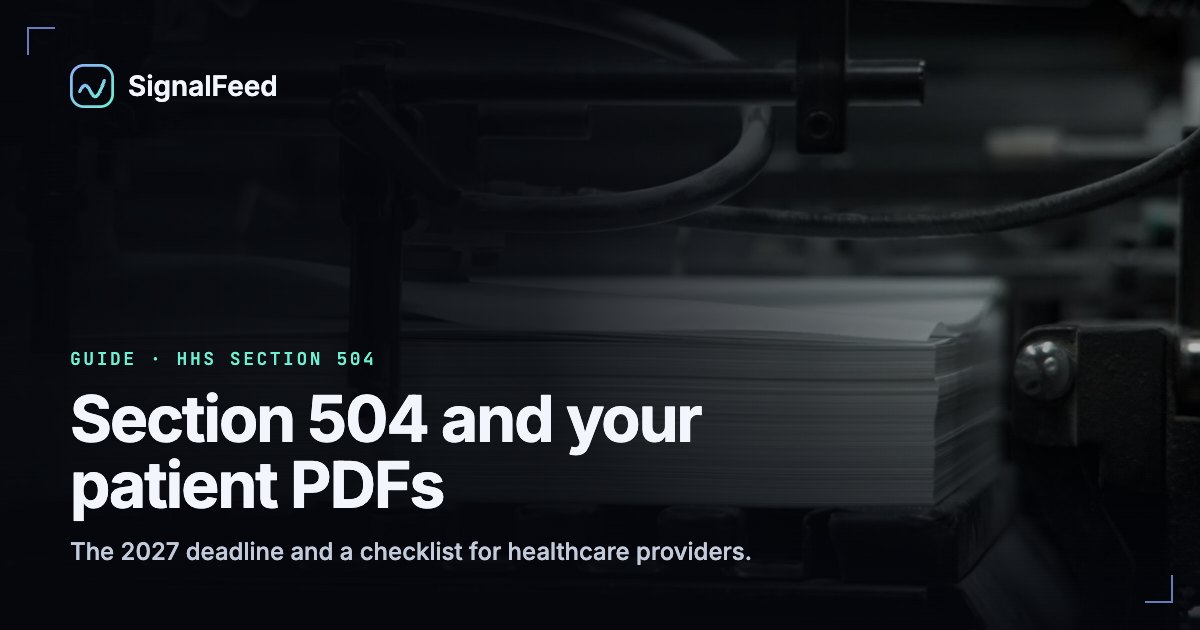 SignalFeed
GUIDE · HHS SECTION 504
Section 504 and your
patient PDFs
The 2027 deadline and a checklist for healthcare providers.